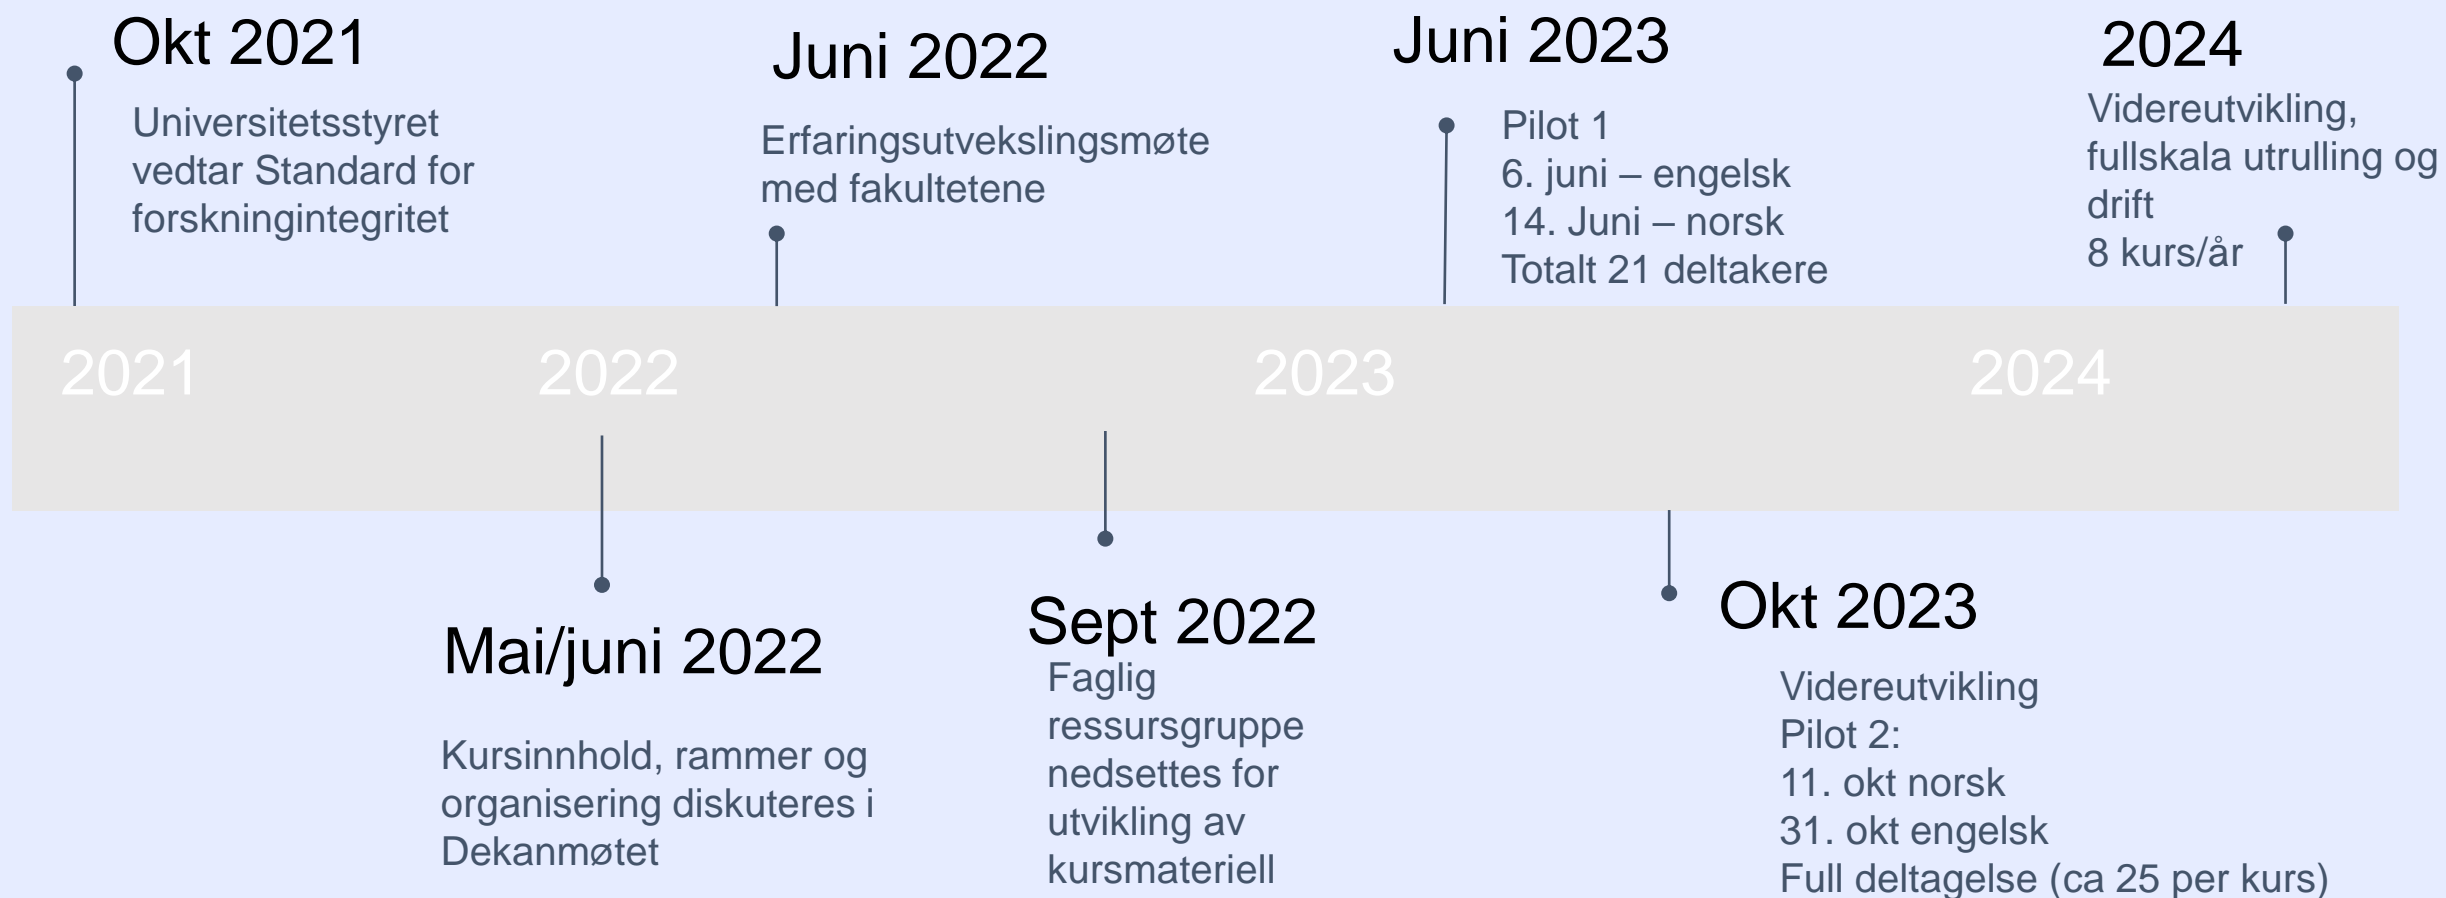 Okt 2021
Universitetsstyret
vedtar Standard for
forskningintegritet
Juni 2022
Erfaringsutvekslingsmøte
med fakultetene
Juni 2023
Pilot 1
6. juni – engelsk
14. Juni – norsk
Totalt 21 deltakere
2024
Videreutvikling,
fullskala utrulling og
drift
8 kurs/år
2021
2022
2023
2024
Mai/juni 2022
Kursinnhold, rammer og
organisering diskuteres i
Dekanmøtet
Sept 2022
Faglig
ressursgruppe
nedsettes for
utvikling av
kursmateriell
Okt 2023
Videreutvikling
Pilot 2:
11. okt norsk
31. okt engelsk
Full deltagelse (ca 25 per kurs)